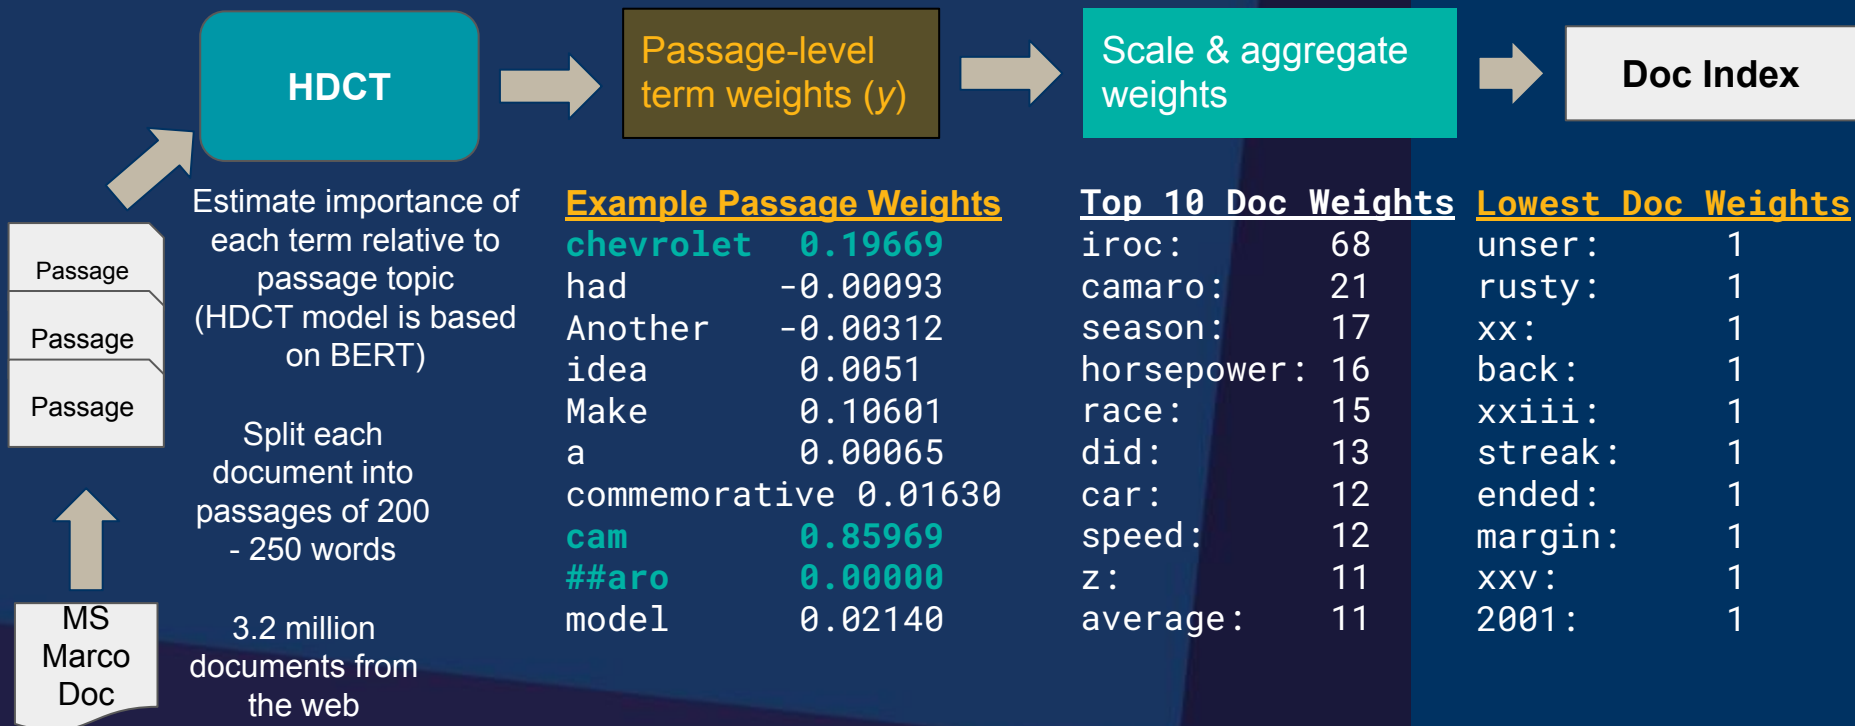 HDCT
Passage-level
term weights (y)
Scale & aggregate
weights
Doc Index
Passage
Passage
Passage
MS
Marco
Doc
Estimate importance of
each term relative to
passage topic
(HDCT model is based
on BERT)
Split each
document into
passages of 200
- 250 words
3.2 million
documents from
the web
Example Passage Weights
chevrolet 0.19669
had -0.00093
Another -0.00312
idea 0.0051
Make 0.10601
a 0.00065
commemorative 0.01630
cam 0.85969
##aro 0.00000
model 0.02140
Top 10 Doc Weights
iroc: 68
camaro: 21
season: 17
horsepower: 16
race: 15
did: 13
car: 12
speed: 12
z: 11
average: 11
Lowest Doc Weights
unser: 1
rusty: 1
xx: 1
back: 1
xxiii: 1
streak: 1
ended: 1
margin: 1
xxv: 1
2001: 1